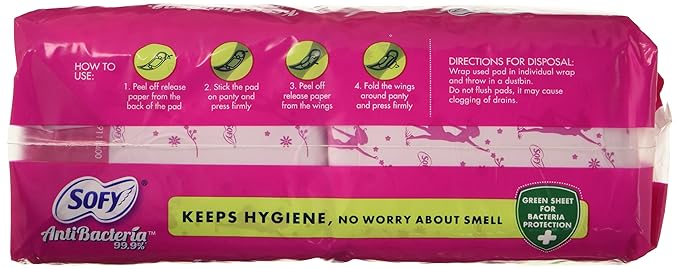 HOW TO
USE:
1. Peel off release
paper from the
back of the pad
2. Stick the pad
on panty and
press firmly
3. Peel off
release paper
from the wings
4. Fold the wings
around panty and
press firmly
DIRECTIONS FOR DISPOSAL:
Wrap used pad in individual wrap
and throw in a dustbin.
Do not flush pads, it may cause
clogging of drains.
SOFY
SOFY
SOFY®
AntiBacteria™
99.9%
KEEPS HYGIENE, NO WORRY ABOUT SMELL
GREEN SHEET
FOR
BACTERIA
PROTECTION